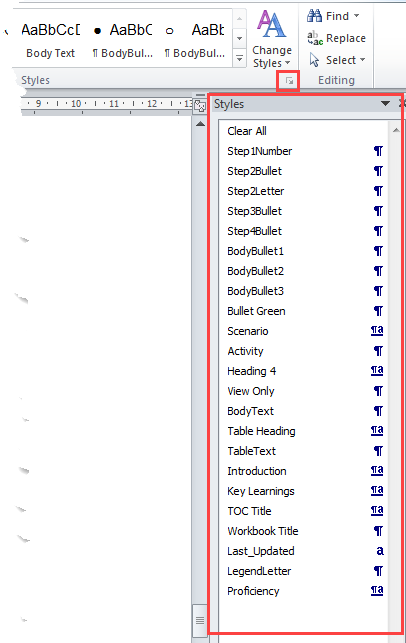 AaBbCcD ● AaBbC ○ AaBb
Body Text ¶ BodyBul... ¶ BodyBul...
Change
Styles
Find
Replace
Select
Styles
Editing
9 10 11 12 13
Styles
Clear All
Step1Number ¶
Step2Bullet ¶
Step2Letter ¶
Step3Bullet ¶
Step4Bullet ¶
BodyBullet1 ¶
BodyBullet2 ¶
BodyBullet3 ¶
Bullet Green ¶
Scenario ¶a
Activity ¶
Heading 4 ¶a
View Only ¶
BodyText ¶
Table Heading ¶a
TableText ¶
Introduction ¶a
Key Learnings ¶a
TOC Title ¶a
Workbook Title ¶
Last_Updated a
LegendLetter ¶
Proficiency ¶a